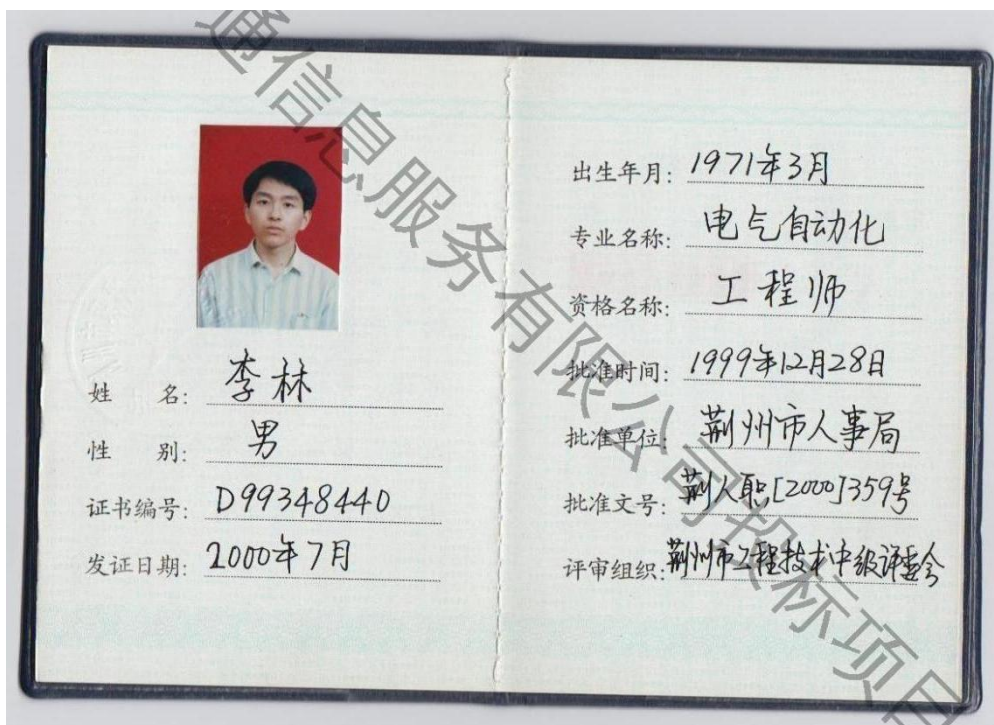 姓 名: 李林
性 别: 男
证书编号: D99348440
发证日期: 2000年7月
出生年月: 1971年3月
专业名称: 电气自动化
资格名称: 工程师
批准时间: 1999年12月28日
批准单位: 荆州市人事局
批准文号: 荆人职[2000]359号
评审组织: 荆州市工程技术中级评委会
通信息服务有限公司投标项目